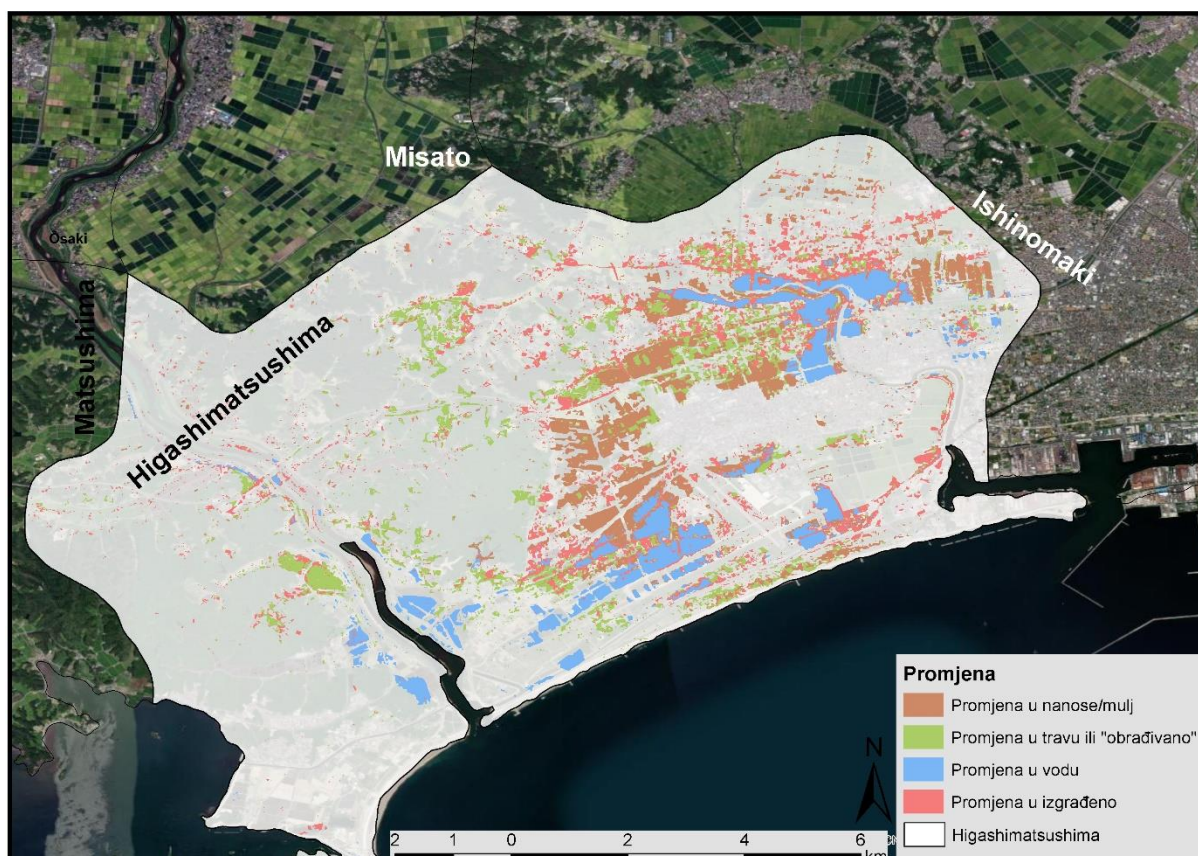 Misato
Ishinomaki
Ōsaki
Matsushima
Higashimatsushima
Promjena
Promjena u nanose/mulj
Promjena u travu ili "obrađivano"
Promjena u vodu
Promjena u izgrađeno
Higashimatsushima
N
2 1 0 2 4 6
km